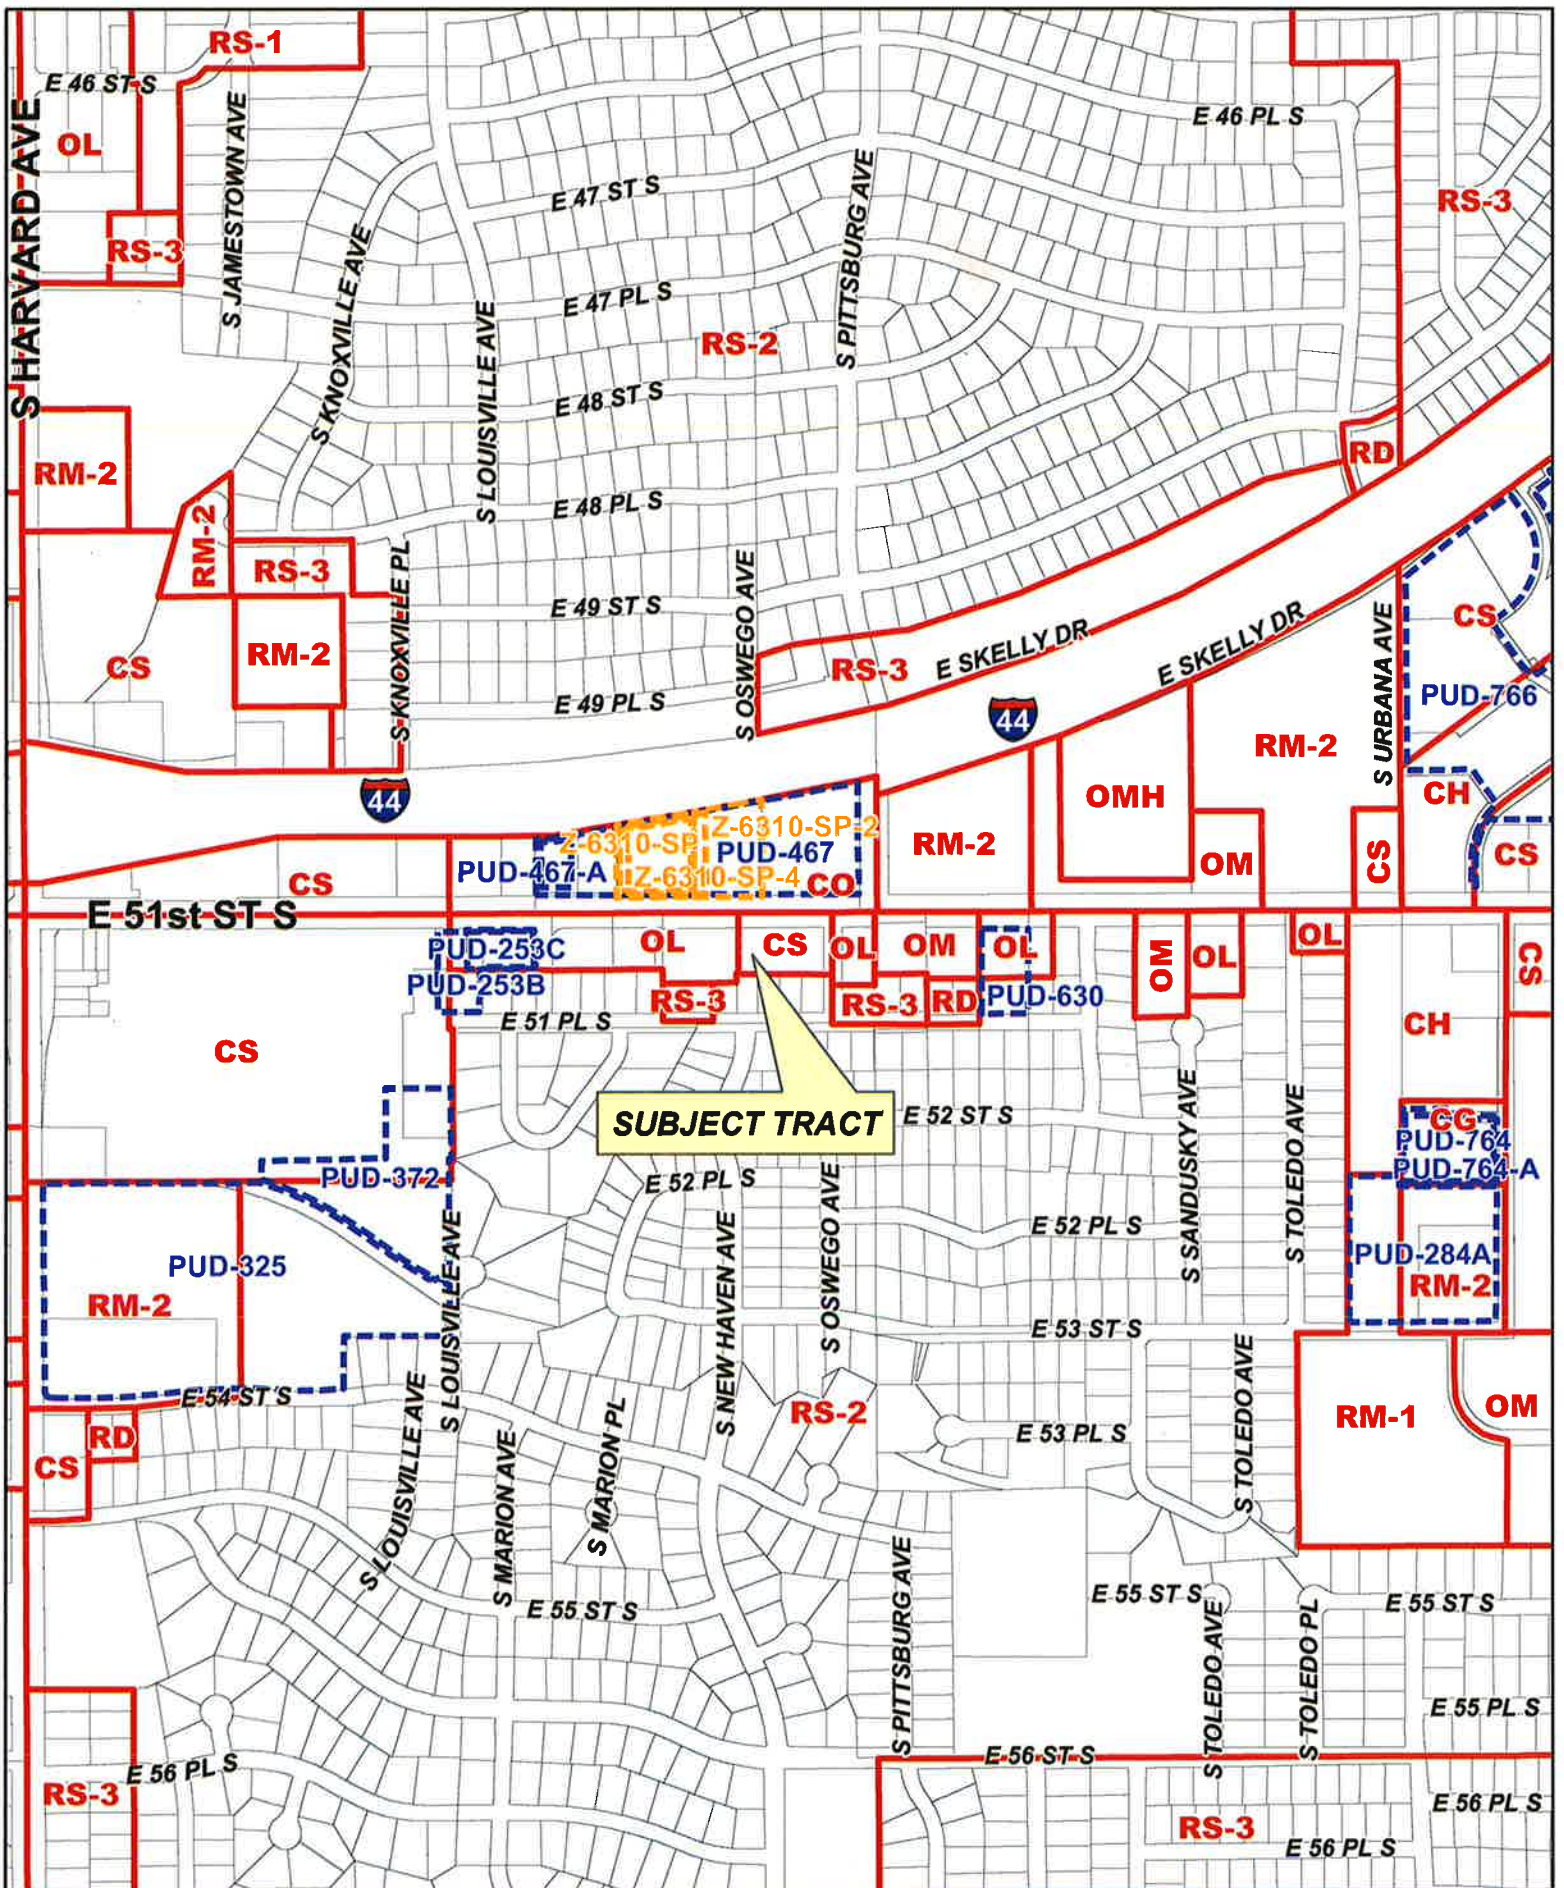 RS-1
E 46 ST S
OL
S HARVARD AVE
S JAMESTOWN AVE
E 46 PL S
RS-3
RS-3
E 47 ST S
S PITTSBURG AVE
S KNOXVILLE AVE
E 47 PL S
S LOUISVILLE AVE
RS-2
E 48 ST S
RM-2
RD
E 48 PL S
RM-2
RS-3
S KNOXVILLE PL
S OSWEGO AVE
E 49 ST S
CS
RM-2
CS
RS-3
E SKELLY DR
E SKELLY DR
S URBANA AVE
PUD-766
E 49 PL S
44
RM-2
44
OMH
CH
Z-6310-SP-2
Z-6310-SP
PUD-467
RM-2
OM
CS
CS
PUD-467-A
Z-6310-SP-4
CO
CS
E 51st ST S
PUD-253C
OL
CS
OL
OM
OL
OM
OL
OL
CS
PUD-253B
RS-3
RS-3
RD
PUD-630
E 51 PL S
CS
CH
SUBJECT TRACT
E 52 ST S
S SANDUSKY AVE
S TOLEDO AVE
CG
PUD-764
PUD-764-A
PUD-372
E 52 PL S
S OSWEGO AVE
E 52 PL S
S LOUISVILLE AVE
S NEW HAVEN AVE
PUD-325
PUD-284A
RM-2
RM-2
E 53 ST S
S TOLEDO AVE
E 54 ST S
S LOUISVILLE AVE
S MARION PL
RS-2
RM-1
OM
RD
E 53 PL S
CS
S MARION AVE
S PITTSBURG AVE
E 55 ST S
E 55 ST S
E 55 ST S
S TOLEDO AVE
S TOLEDO PL
E 55 PL S
E 56 ST S
E 56 PL S
RS-3
E 56 PL S
RS-3
E 56 PL S